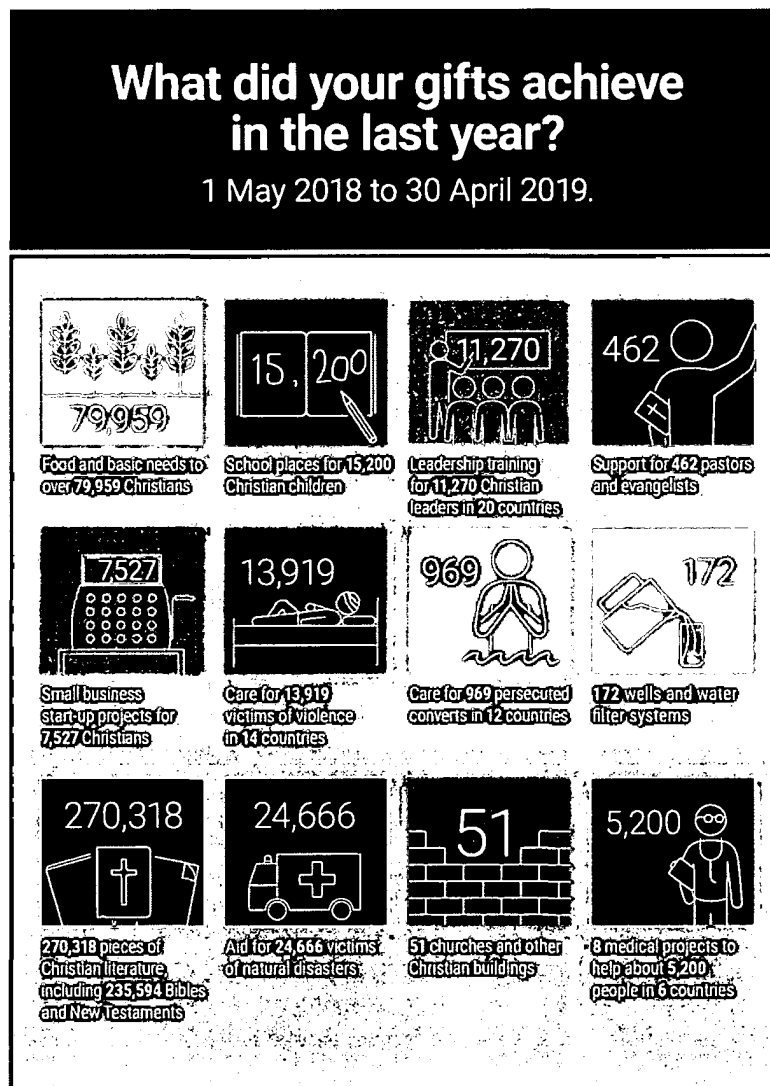 What did your gifts achieve
in the last year?
1 May 2018 to 30 April 2019.
79,959
Food and basic needs to
over 79,959 Christians
15,200
School places for 15,200
Christian children
11,270
Leadership training
for 11,270 Christian
leaders in 20 countries
462
Support for 462 pastors
and evangelists
7,527
Small business
start-up projects for
7,527 Christians
13,919
Care for 13,919
victims of violence
in 14 countries
969
Care for 969 persecuted
converts in 12 countries
172
172 wells and water
filter systems
270,318
270,318 pieces of
Christian literature
including 235,594 Bibles
and New Testaments
24,666
Aid for 24,666 victims
of natural disasters
51
51 churches and other
Christian buildings
5,200
8 medical projects to
help about 5,200
people in 6 countries